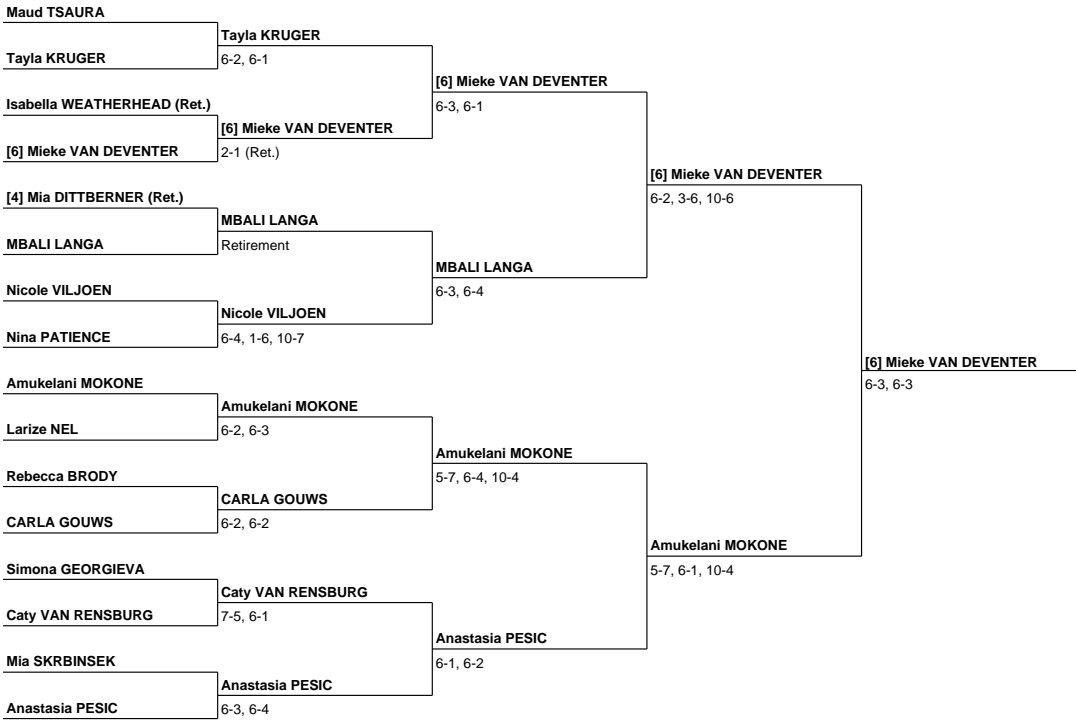 Maud TSAURA
Tayla KRUGER
Tayla KRUGER
6-2, 6-1
[6] Mieke VAN DEVENTER
6-3, 6-1
Isabella WEATHERHEAD (Ret.)
[6] Mieke VAN DEVENTER
[6] Mieke VAN DEVENTER
2-1 (Ret.)
[6] Mieke VAN DEVENTER
6-2, 3-6, 10-6
[4] Mia DITTBERNER (Ret.)
MBALI LANGA
MBALI LANGA
Retirement
MBALI LANGA
6-3, 6-4
Nicole VILJOEN
Nicole VILJOEN
Nina PATIENCE
6-4, 1-6, 10-7
[6] Mieke VAN DEVENTER
6-3, 6-3
Amukelani MOKONE
Amukelani MOKONE
Larize NEL
6-2, 6-3
Amukelani MOKONE
5-7, 6-4, 10-4
Rebecca BRODY
CARLA GOUWS
CARLA GOUWS
6-2, 6-2
Amukelani MOKONE
5-7, 6-1, 10-4
Simona GEORGIEVA
Caty VAN RENSBURG
Caty VAN RENSBURG
7-5, 6-1
Anastasia PESIC
6-1, 6-2
Mia SKRBINSEK
Anastasia PESIC
Anastasia PESIC
6-3, 6-4